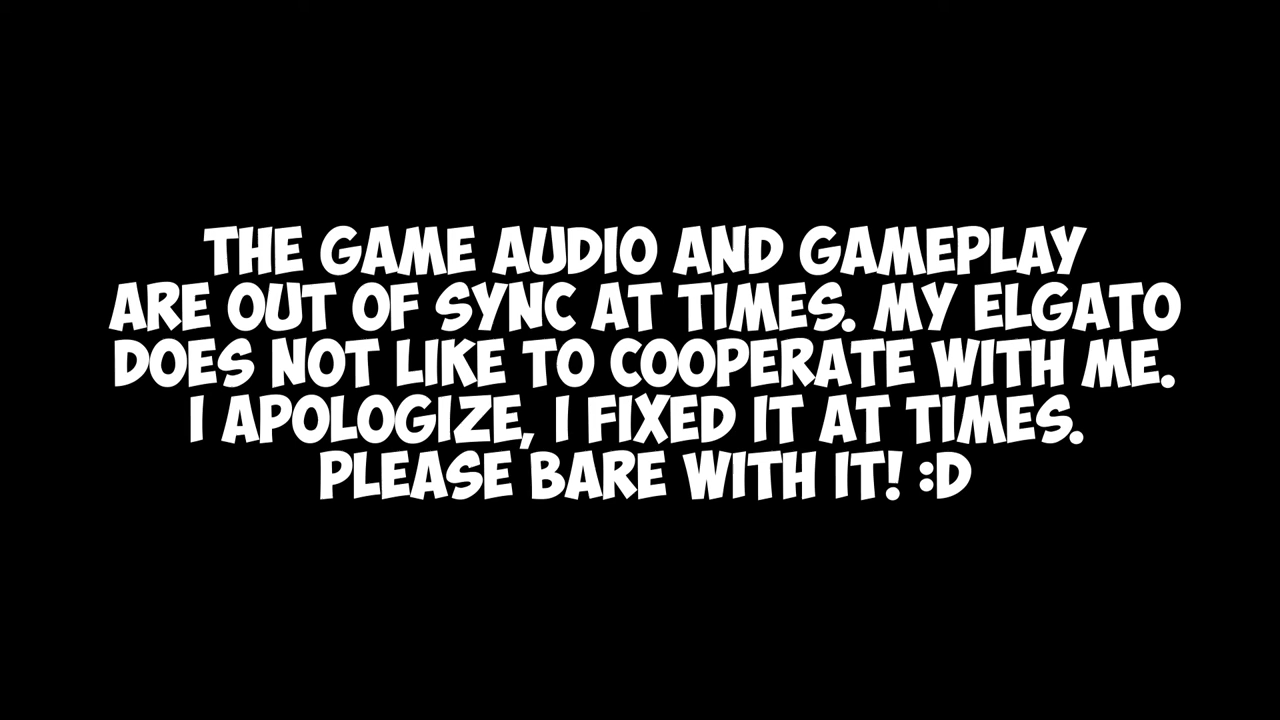 THE GAME AUDIO AND GAMEPLAY
ARE OUT OF SYNC AT TIMES. MY ELGATO
DOES NOT LIKE TO COOPERATE WITH ME.
I APOLOGIZE, I FIXED IT AT TIMES.
PLEASE BARE WITH IT! :D